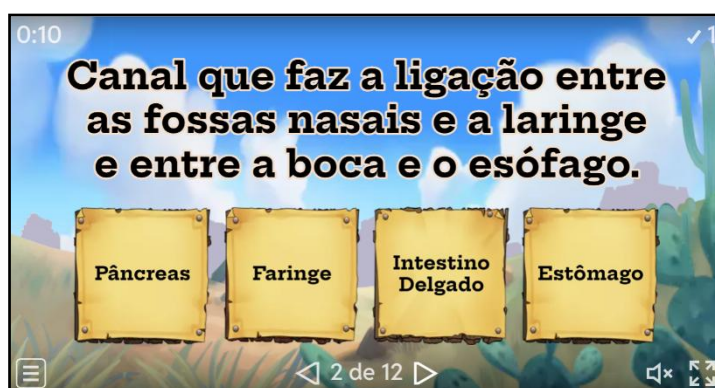 0:10
✓ 1
Canal que faz a ligação entre
as fossas nasais e a laringe
e entre a boca e o esófago.
Pâncreas
Faringe
Intestino
Delgado
Estômago
2 de 12